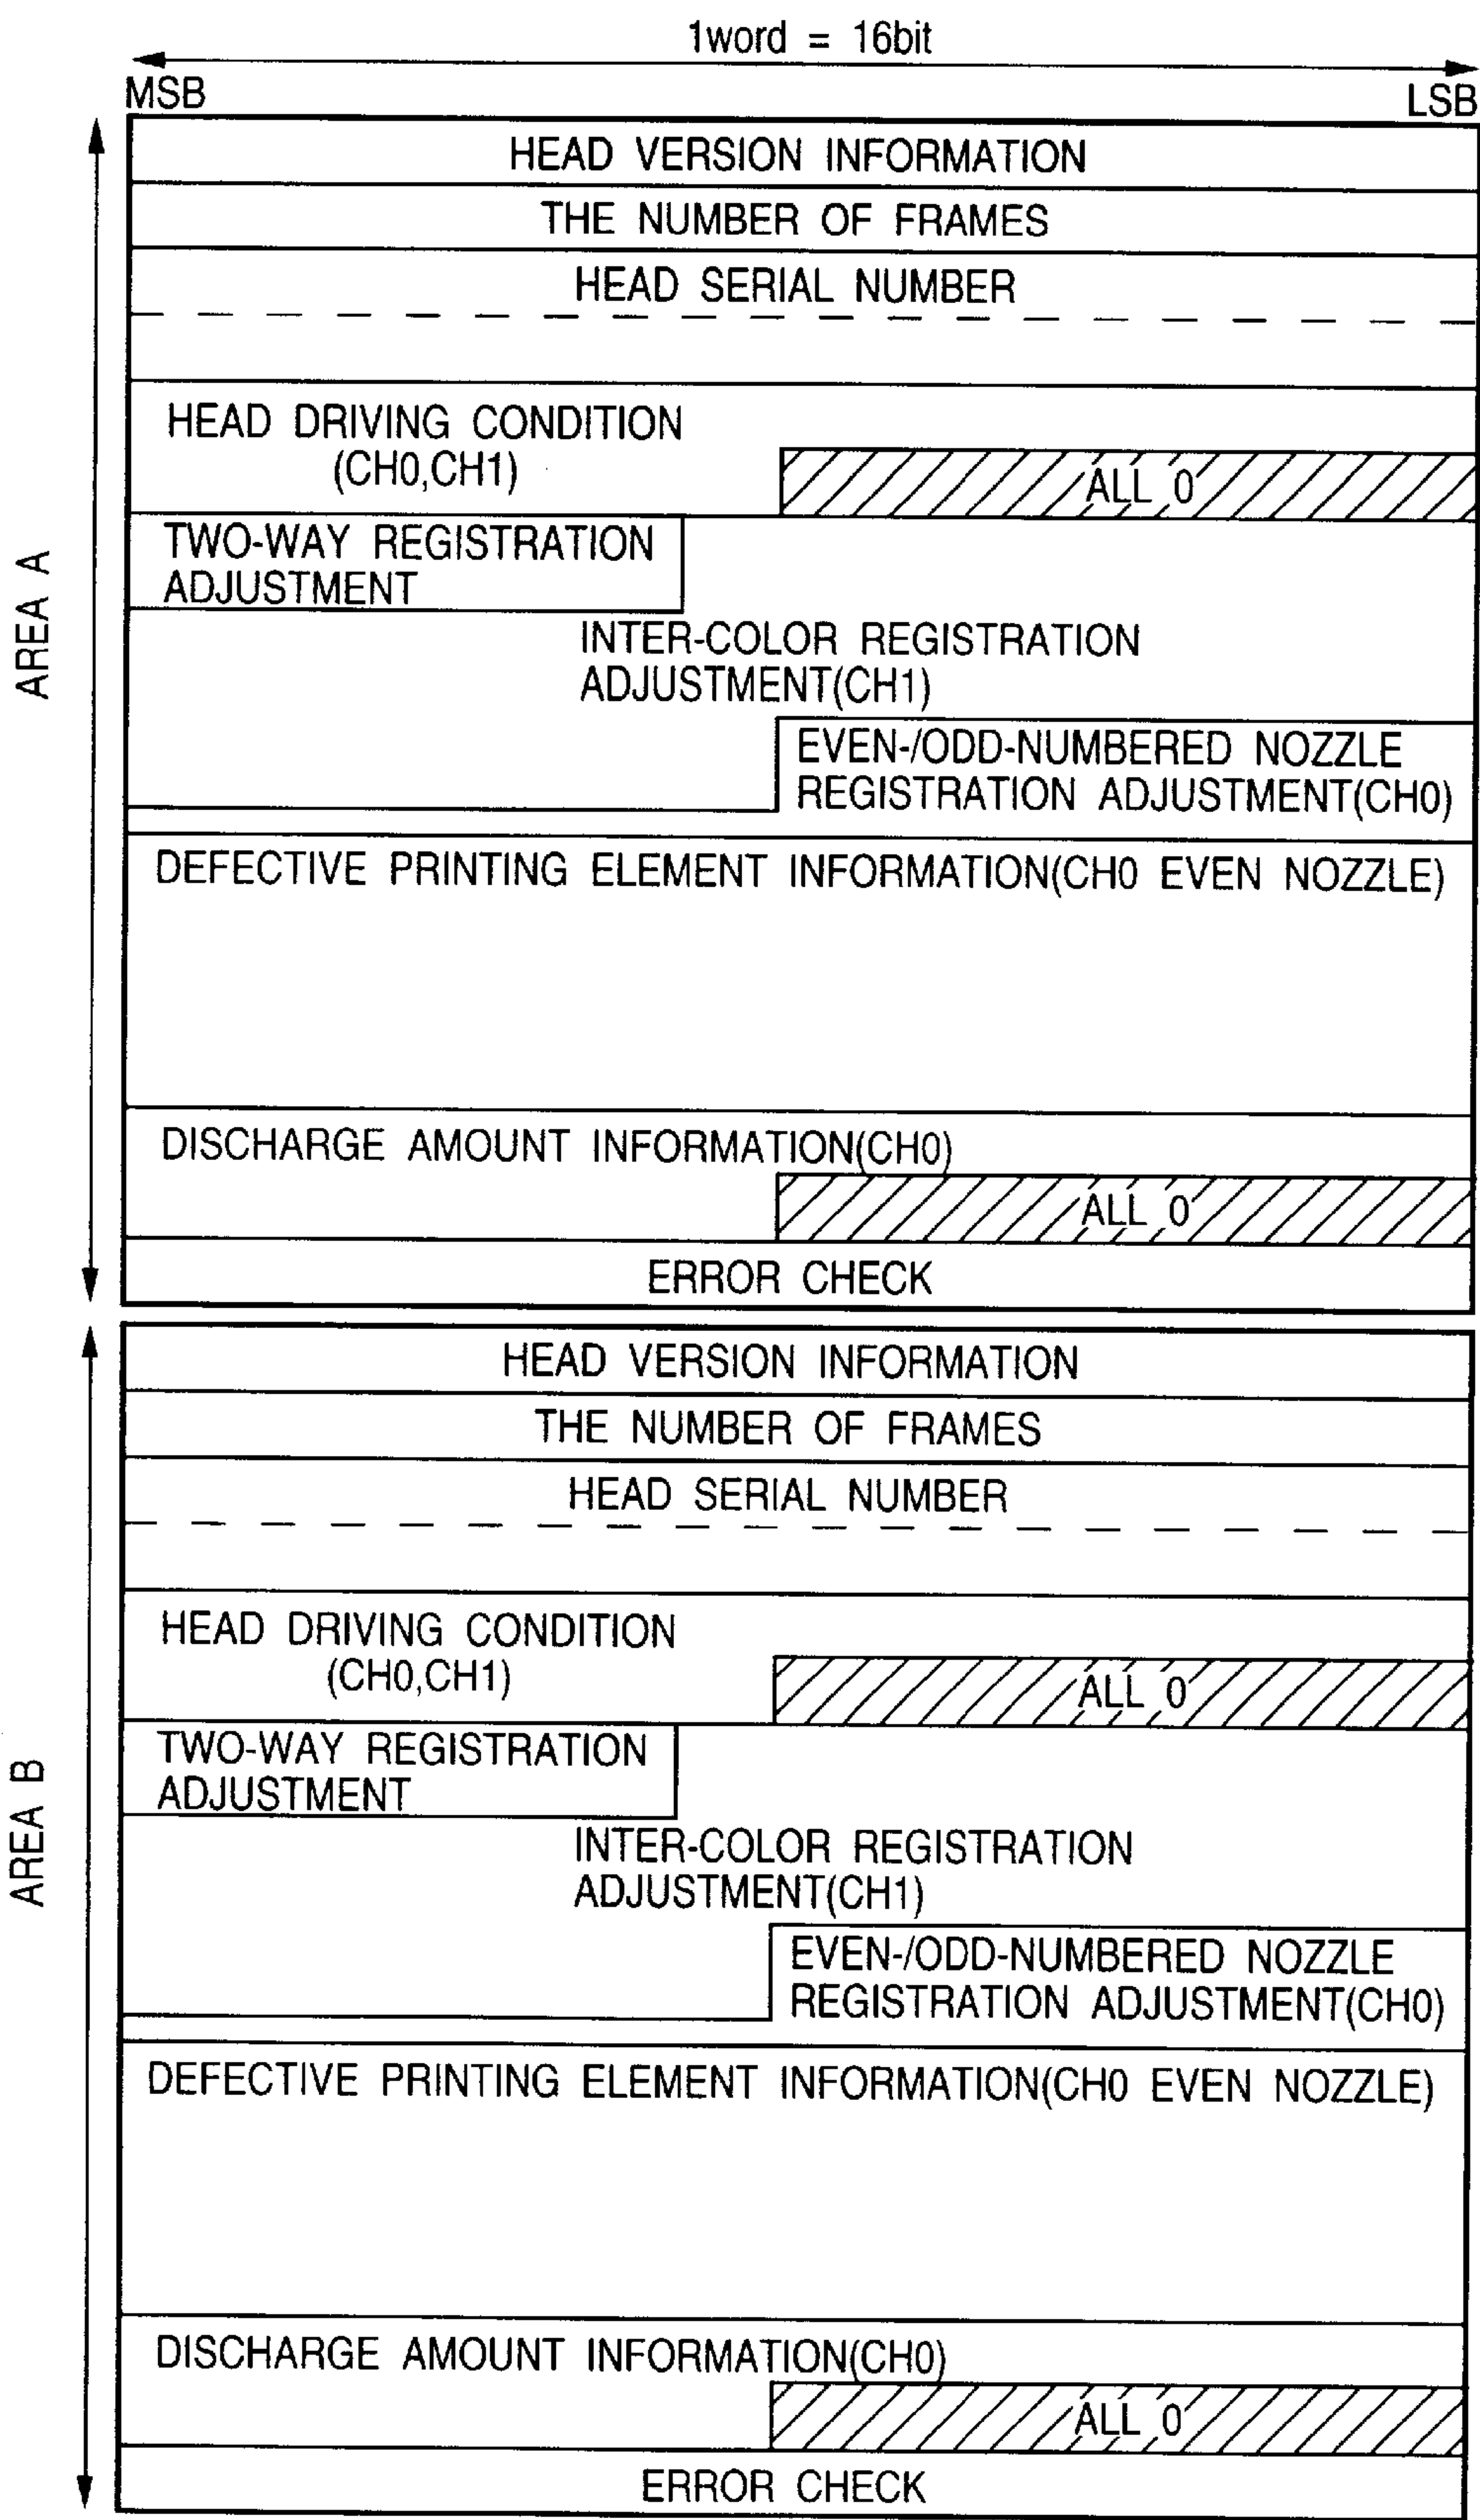 1word = 16bit
MSB
LSB
AREA A
HEAD VERSION INFORMATION
THE NUMBER OF FRAMES
HEAD SERIAL NUMBER
HEAD DRIVING CONDITION
(CH0,CH1)
ALL 0
TWO-WAY REGISTRATION
ADJUSTMENT
INTER-COLOR REGISTRATION
ADJUSTMENT(CH1)
EVEN-/ODD-NUMBERED NOZZLE
REGISTRATION ADJUSTMENT(CH0)
DEFECTIVE PRINTING ELEMENT INFORMATION(CH0 EVEN NOZZLE)
DISCHARGE AMOUNT INFORMATION(CH0)
ALL 0
ERROR CHECK
AREA B
HEAD VERSION INFORMATION
THE NUMBER OF FRAMES
HEAD SERIAL NUMBER
HEAD DRIVING CONDITION
(CH0,CH1)
ALL 0
TWO-WAY REGISTRATION
ADJUSTMENT
INTER-COLOR REGISTRATION
ADJUSTMENT(CH1)
EVEN-/ODD-NUMBERED NOZZLE
REGISTRATION ADJUSTMENT(CH0)
DEFECTIVE PRINTING ELEMENT INFORMATION(CH0 EVEN NOZZLE)
DISCHARGE AMOUNT INFORMATION(CH0)
ALL 0
ERROR CHECK